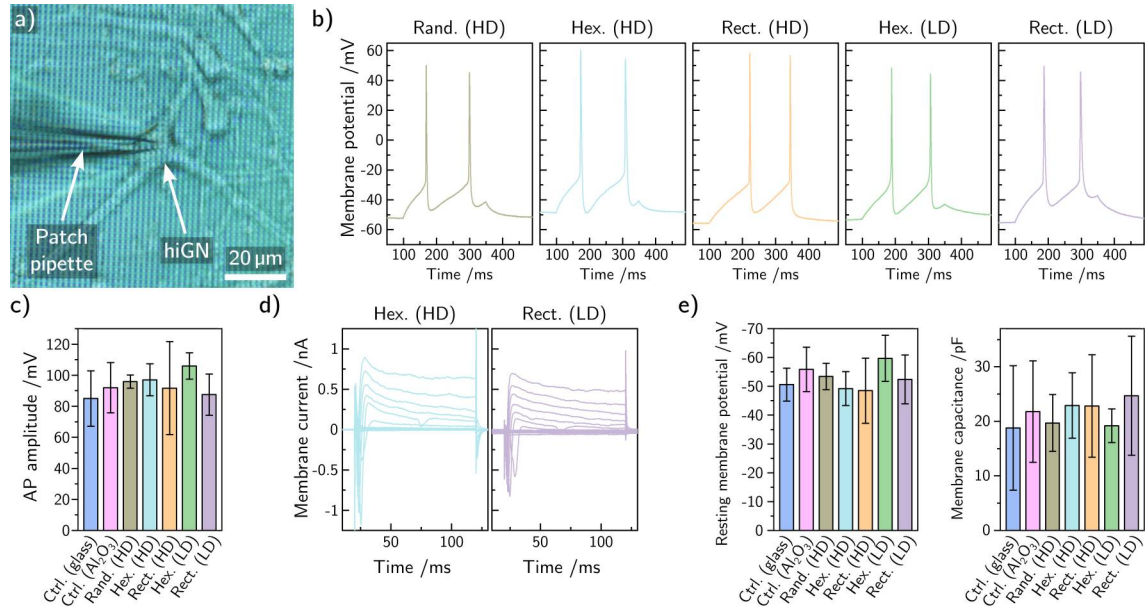 a)
Patch
pipette
hiGN
20 µm
b)
Rand. (HD)
Hex. (HD)
Rect. (HD)
Hex. (LD)
Rect. (LD)
Membrane potential /mV
60
40
20
0
-20
-40
-60
100 200 300 400
100 200 300 400
100 200 300 400
100 200 300 400
100 200 300 400
Time /ms
Time /ms
Time /ms
Time /ms
Time /ms
c)
AP amplitude /mV
120
100
80
60
40
20
0
Ctrl. (glass)
Ctrl. (Al₂O₃)
Rand. (HD)
Hex. (HD)
Rect. (HD)
Hex. (LD)
Rect. (LD)
d)
Hex. (HD)
Rect. (LD)
Membrane current /nA
1
0.5
0
-0.5
-1
50 100
50 100
Time /ms
Time /ms
e)
Resting membrane potential /mV
-70
-60
-50
-40
-30
-20
-10
0
Ctrl. (glass)
Ctrl. (Al₂O₃)
Rand. (HD)
Hex. (HD)
Rect. (HD)
Hex. (LD)
Rect. (LD)
Membrane capacitance /pF
30
20
10
0
Ctrl. (glass)
Ctrl. (Al₂O₃)
Rand. (HD)
Hex. (HD)
Rect. (HD)
Hex. (LD)
Rect. (LD)